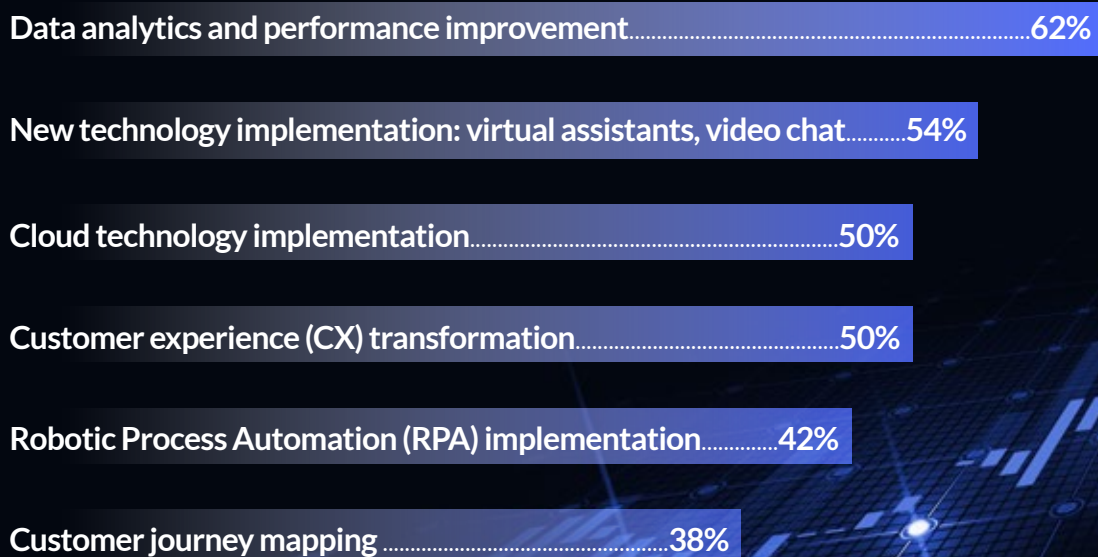 Data analytics and performance improvement........................................................................................................62%
New technology implementation: virtual assistants, video chat...........54%
Cloud technology implementation...............................................................................................50%
Customer experience (CX) transformation....................................................................50%
Robotic Process Automation (RPA) implementation..............42%
Customer journey mapping ..........................................................................38%